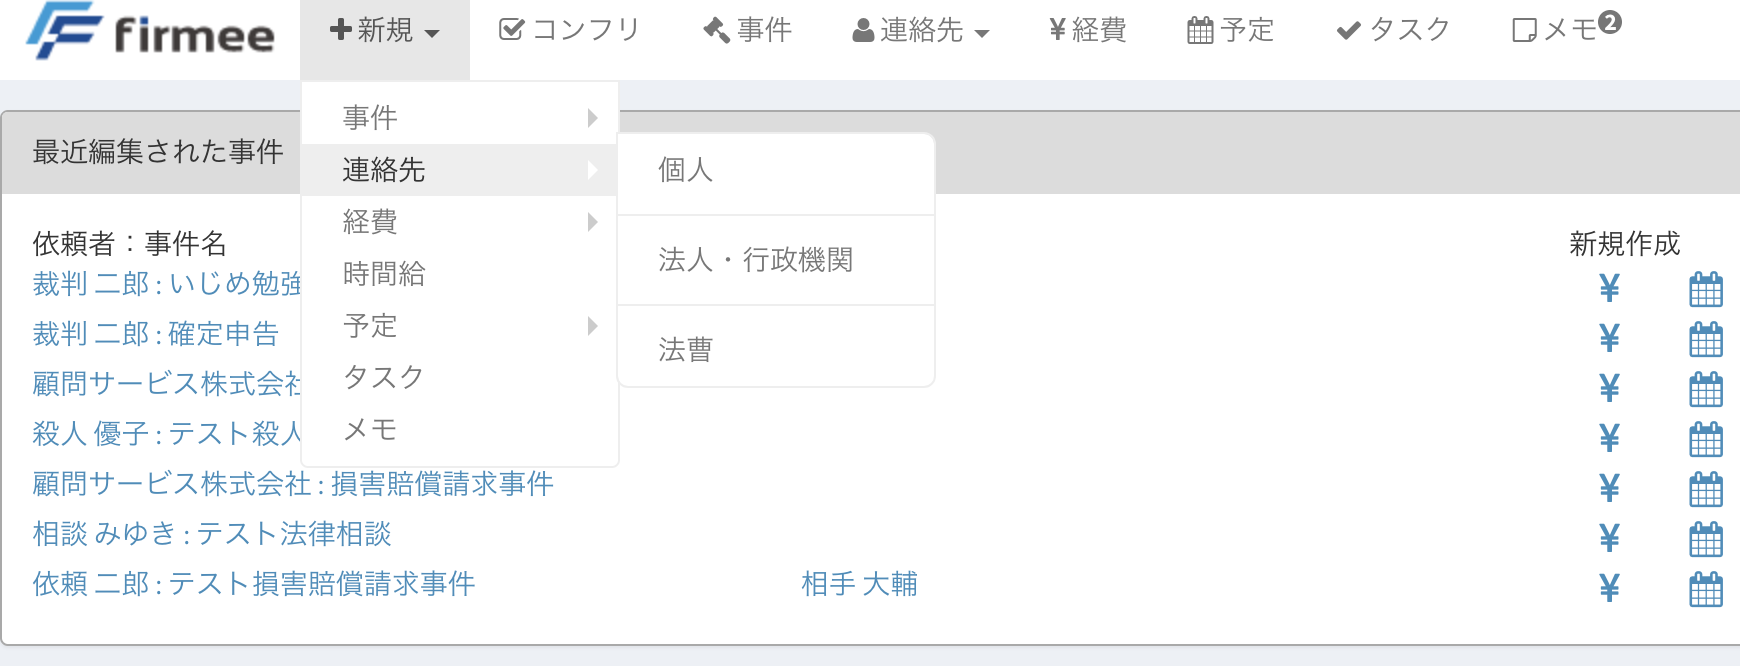 firmee
新規
コンフリ
事件
連絡先
¥経費
予定
タスク
メモ2
事件
連絡先
経費
時間給
予定
タスク
メモ
個人
法人・行政機関
法曹
最近編集された事件
依頼者：事件名
新規作成
裁判 二郎 : いじめ勉強
¥
裁判 二郎 : 確定申告
¥
顧問サービス株式会社
¥
殺人 優子 : テスト殺人
¥
顧問サービス株式会社 : 損害賠償請求事件
¥
相談 みゆき : テスト法律相談
¥
依頼 二郎 : テスト損害賠償請求事件 相手 大輔
¥